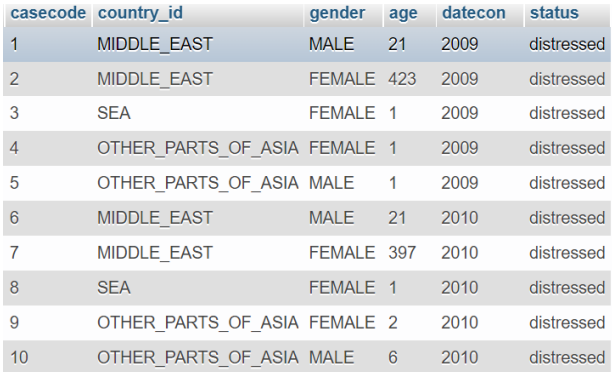 casecode country_id gender age datecon status
1 MIDDLE_EAST MALE 21 2009 distressed
2 MIDDLE_EAST FEMALE 423 2009 distressed
3 SEA FEMALE 1 2009 distressed
4 OTHER_PARTS_OF_ASIA FEMALE 1 2009 distressed
5 OTHER_PARTS_OF_ASIA MALE 1 2009 distressed
6 MIDDLE_EAST MALE 21 2010 distressed
7 MIDDLE_EAST FEMALE 397 2010 distressed
8 SEA FEMALE 1 2010 distressed
9 OTHER_PARTS_OF_ASIA FEMALE 2 2010 distressed
10 OTHER_PARTS_OF_ASIA MALE 6 2010 distressed